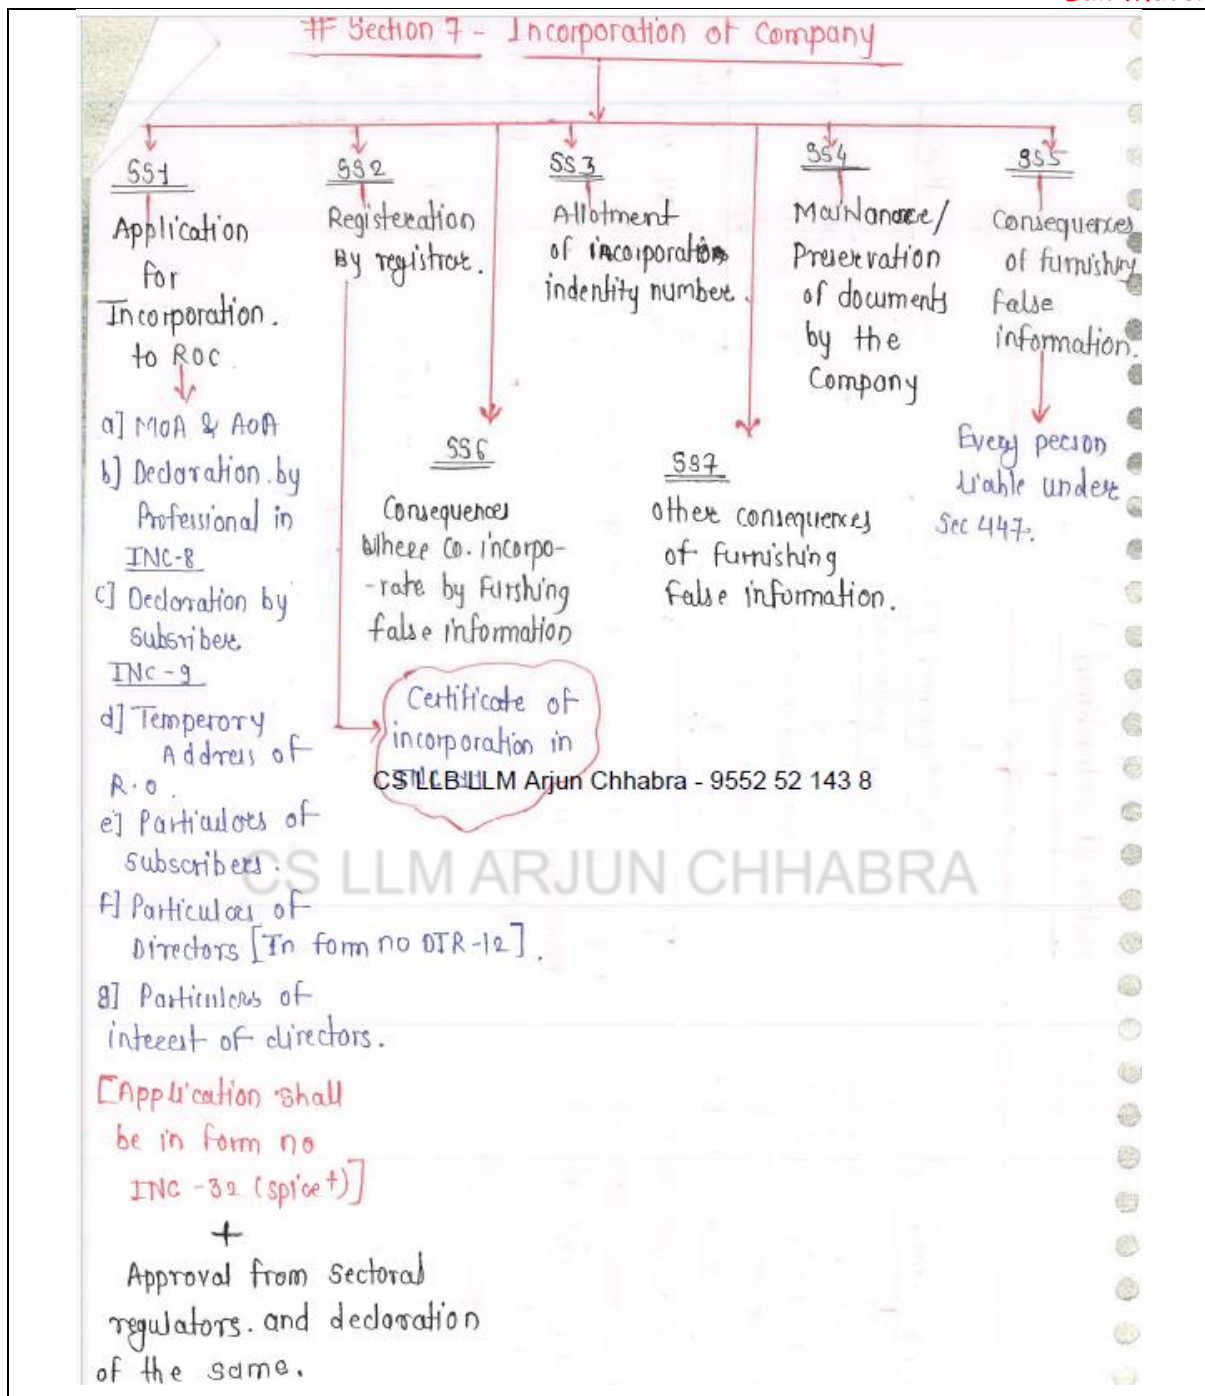 # Section 7 - Incorporation of Company
SS1
Application
for
Incorporation.
to ROC
a] MOA & AOA
b] Declaration by
Professional in
INC-8
c] Declaration by
Subsriber
INC-9
d] Temperory
Address of
R.O.
e] Particulars of
subscribers.
f] Particulars of
Directors [In form no DIR-12].
g] Particulers of
interest of directors.
[Application shall
be in form no
INC-32 (spice+)]
+
Approval from Sectoral
regulators. and declaration
of the same.
SS2
Registeration
By registrar.
Certificate of
incorporation in
SS3
Allotment
of incorporation
indentity number.
SS4
Maintanance/
Preservation
of documents
by the
Company
SS5
Consequences
of furnishing
false
information.
Every person
liable under
Sec 447.
SS6
Consequences
Where Co. incorpo-
-rate by Furshing
false information
SS7
other consequences
of furnishing
False information.
CS LLB LLM Arjun Chhabra - 9552 52 143 8
CS LLM ARJUN CHHABRA